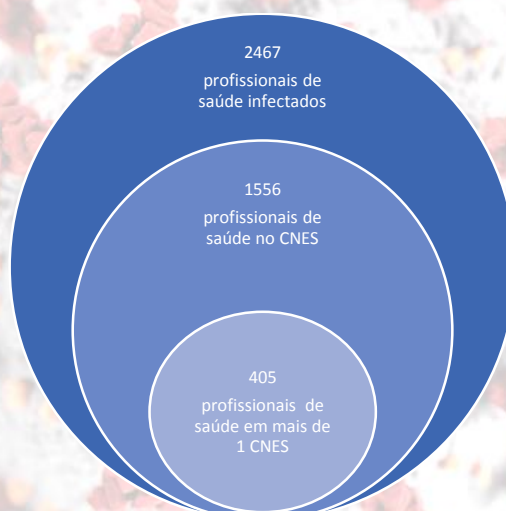 2467
profissionais de
saúde infectados
1556
profissionais de
saúde no CNES
405
profissionais de
saúde em mais de
1 CNES